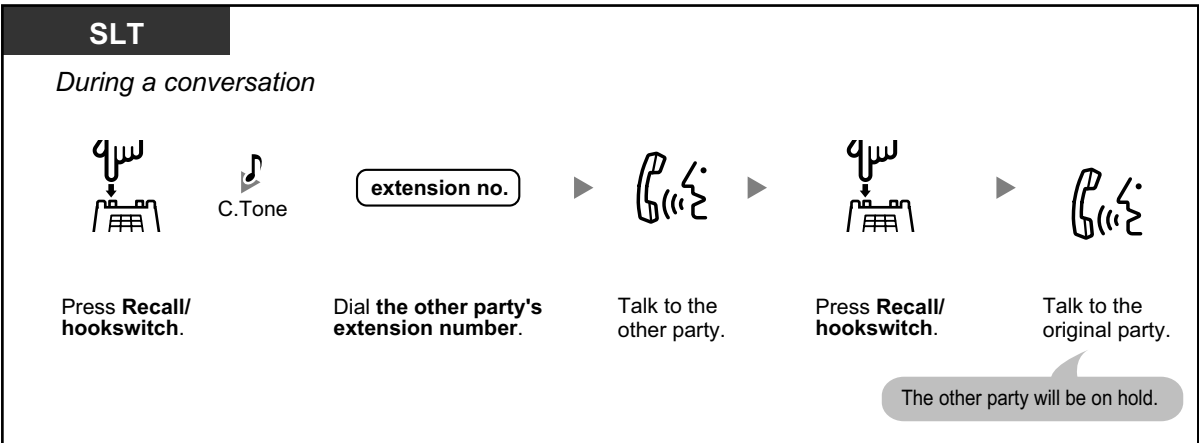 SLT
During a conversation
C.Tone
extension no.
Press Recall/
hookswitch.
Dial the other party's
extension number.
Talk to the
other party.
Press Recall/
hookswitch.
Talk to the
original party.
The other party will be on hold.